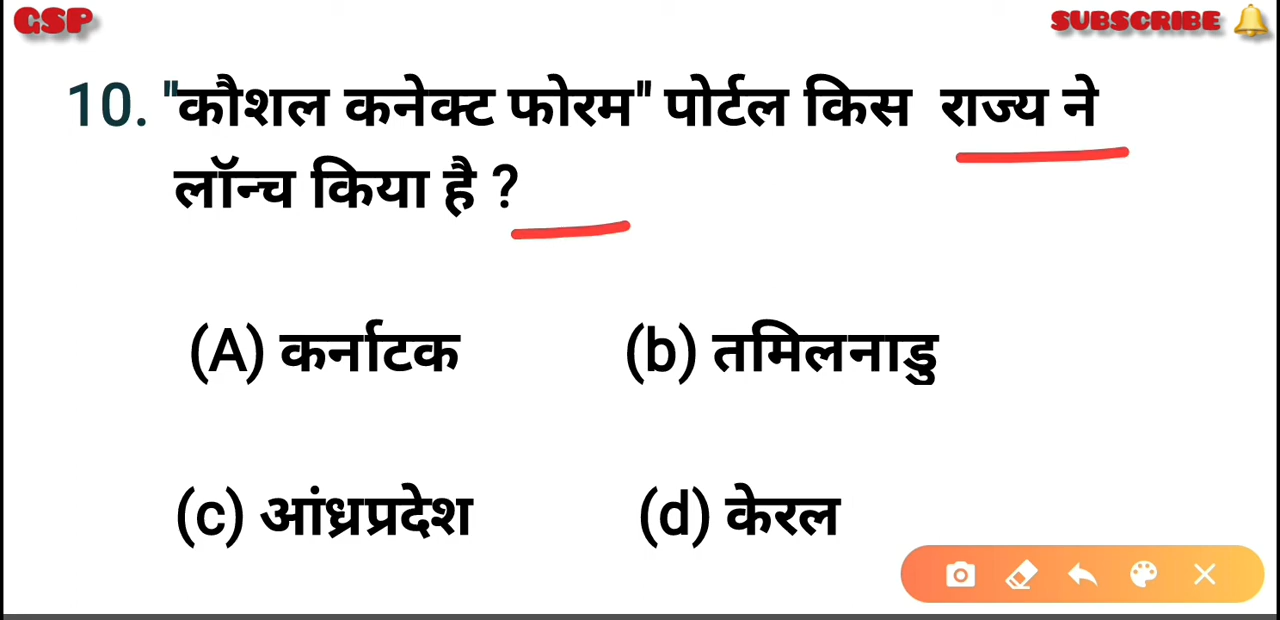 GSP
SUBSCRIBE
10. "कौशल कनेक्ट फोरम" पोर्टल किस राज्य ने
लॉन्च किया है ?
(A) कर्नाटक (b) तमिलनाडु
(c) आंध्रप्रदेश (d) केरल